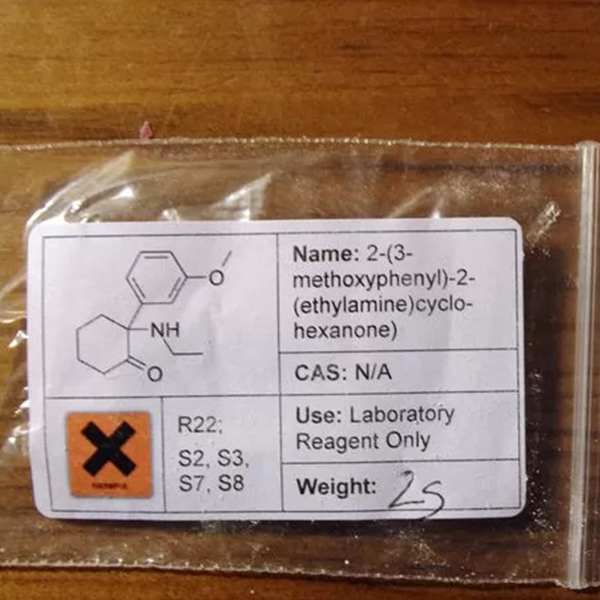 O
NH
O
Name: 2-(3-
methoxyphenyl)-2-
(ethylamine)cyclo-
hexanone)
CAS: N/A
R22;
S2, S3,
S7, S8
Use: Laboratory
Reagent Only
Weight: